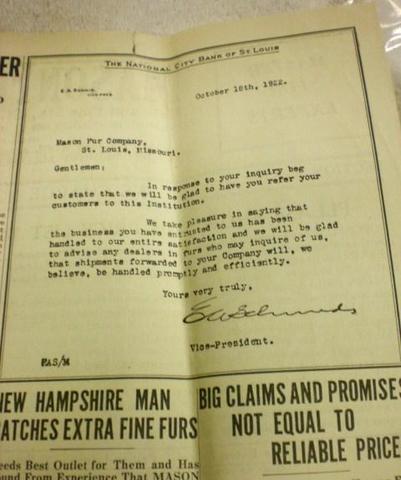 ER
THE NATIONAL CITY BANK OF ST. LOUIS
VICE-PRES.
October 18th, 1922.
Mason Fur Company,
St. Louis, Missouri.
Gentlemen:
In response to your inquiry beg
to state that we will be glad to have you refer your
customers to this Institution.
We take pleasure in saying that
the business you have entrusted to us has been
handled to our entire satisfaction and we will be glad
to advise any dealers in furs who may inquire of us,
that shipments forwarded to your Company will, we
believe, be handled promptly and efficiently.
Yours very truly,
Vice-President.
EAS/M
NEW HAMPSHIRE MAN
CATCHES EXTRA FINE FURS
eeds Best Outlet for Them and Has
ound From Experience That MASON
BIG CLAIMS AND PROMISES
NOT EQUAL TO
RELIABLE PRICE